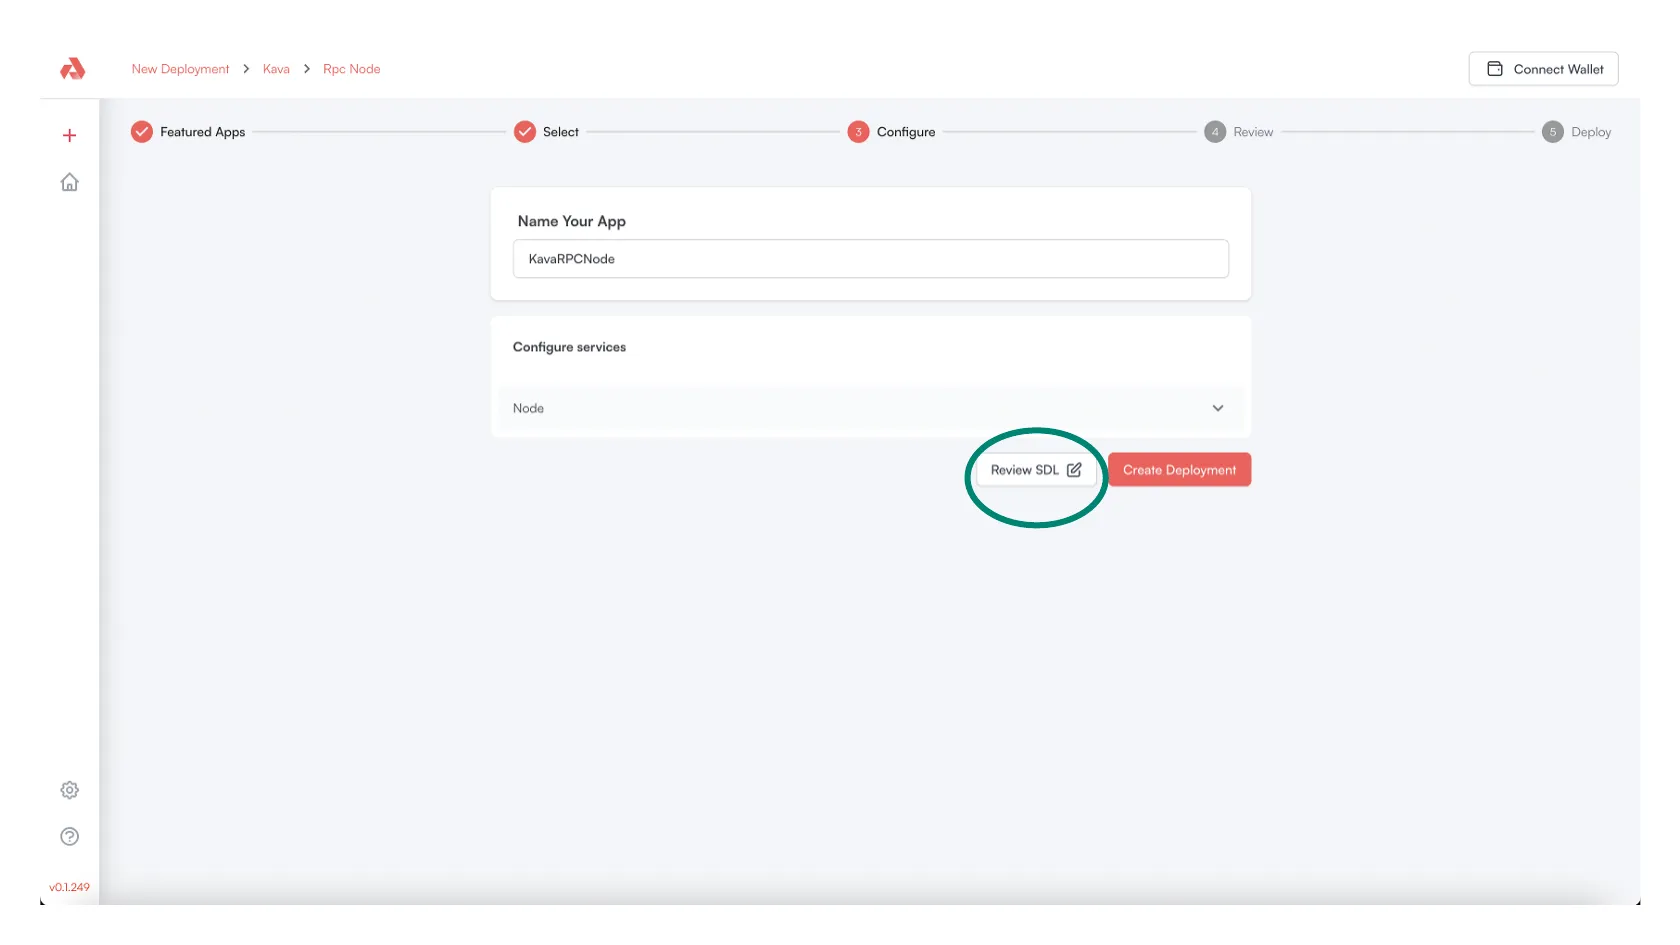 New Deployment > Kava > Rpc Node
Connect Wallet
Featured Apps
Select
3 Configure
4 Review
5 Deploy
Name Your App
KavaRPCNode
Configure services
Node
Review SDL
Create Deployment
v0.1.249